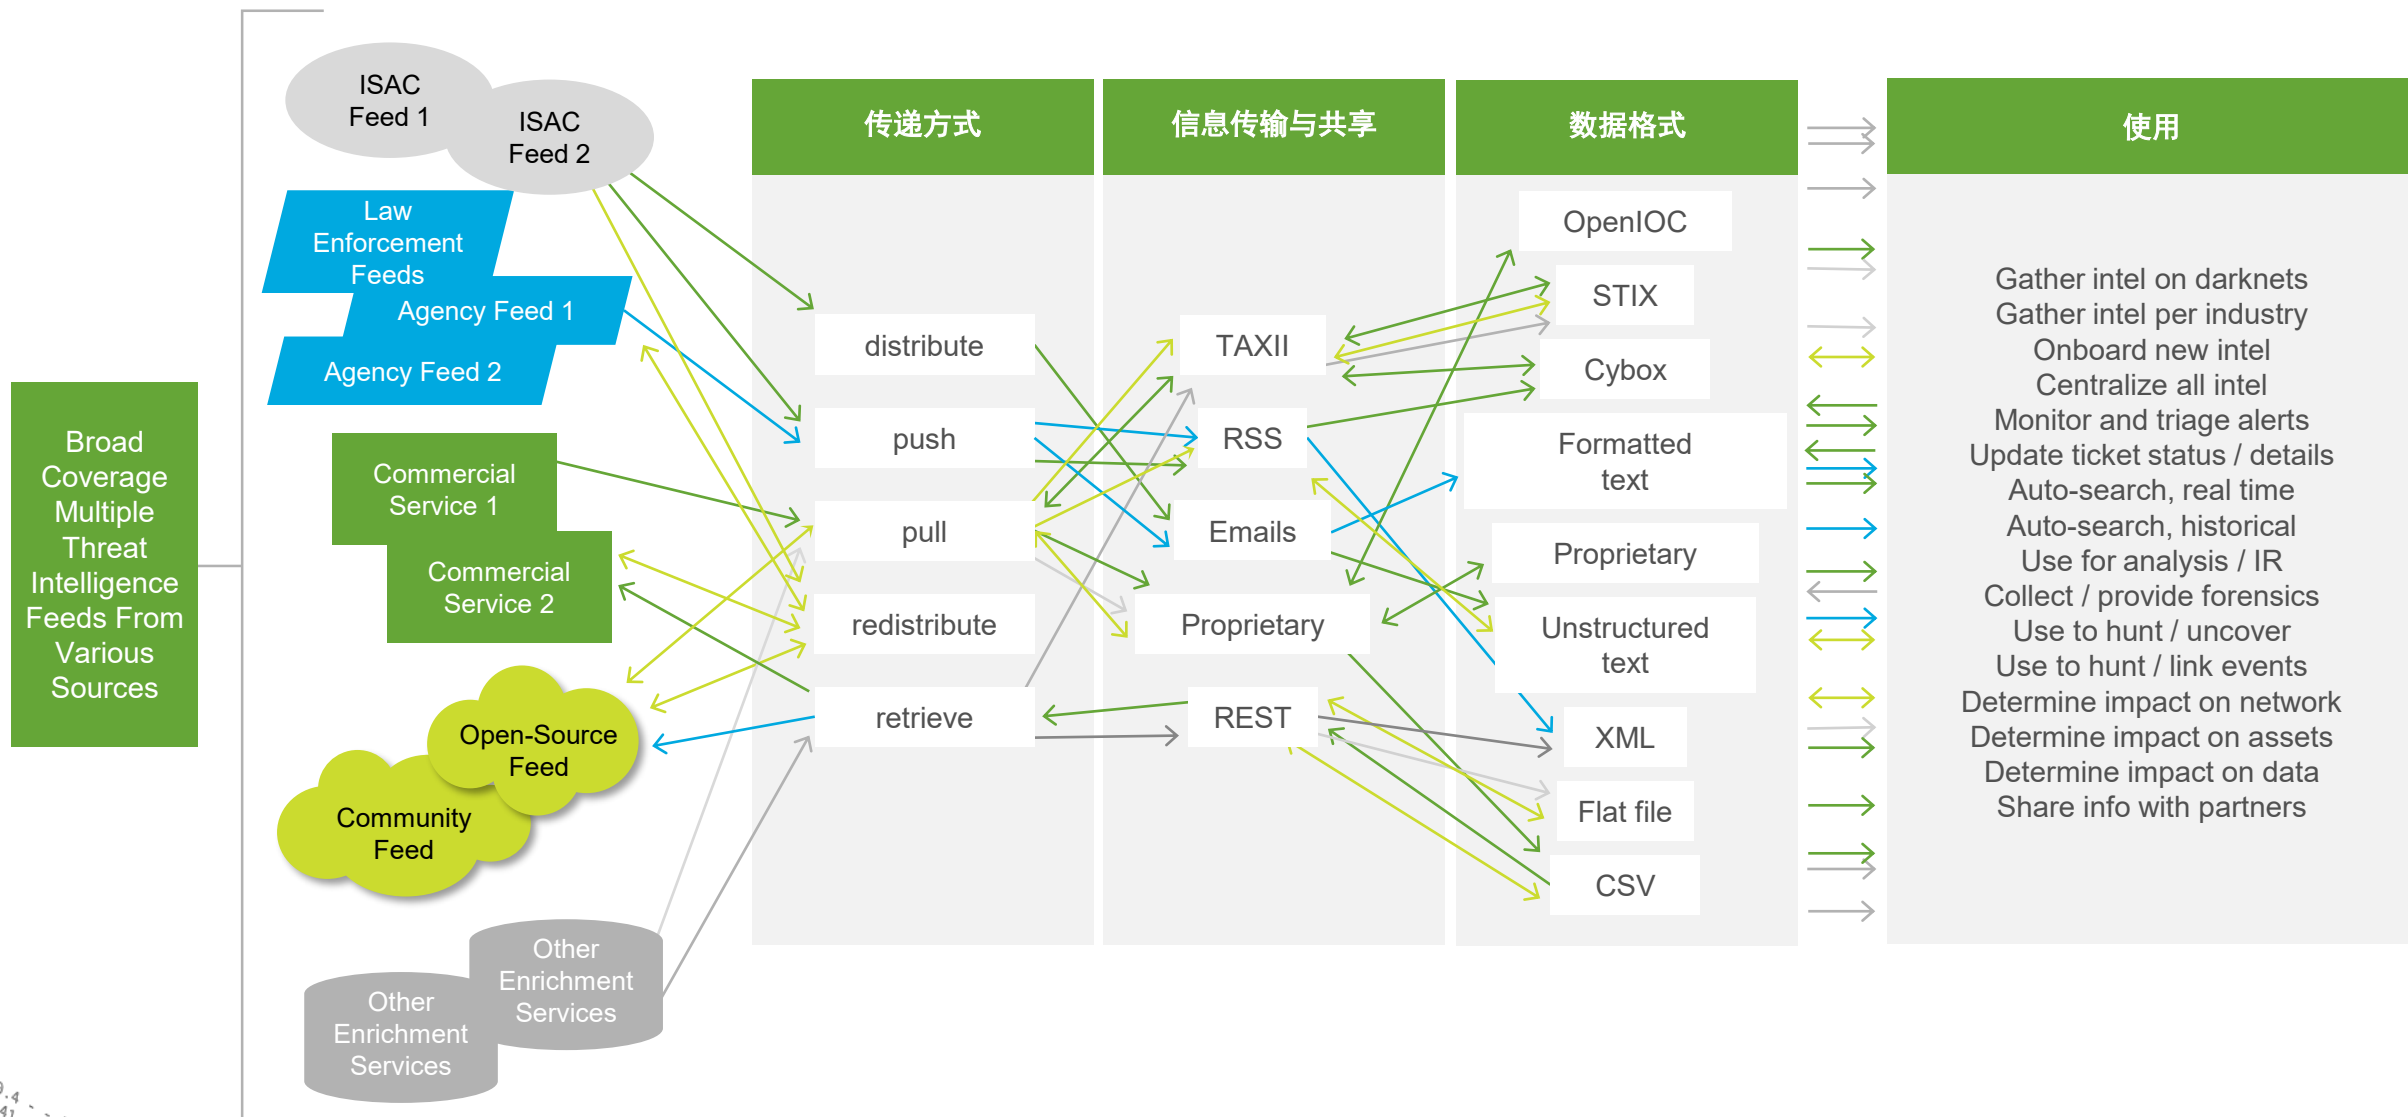 Broad
Coverage
Multiple
Threat
Intelligence
Feeds From
Various
Sources
ISAC
Feed 1
ISAC
Feed 2
Law
Enforcement
Feeds
Agency Feed 1
Agency Feed 2
Commercial
Service 1
Commercial
Service 2
Open-Source
Feed
Community
Feed
Other
Enrichment
Services
Other
Enrichment
Services
传递方式
distribute
push
pull
redistribute
retrieve
信息传输与共享
TAXII
RSS
Emails
Proprietary
REST
数据格式
OpenIOC
STIX
Cybox
Formatted
text
Proprietary
Unstructured
text
XML
Flat file
CSV
使用
Gather intel on darknets
Gather intel per industry
Onboard new intel
Centralize all intel
Monitor and triage alerts
Update ticket status / details
Auto-search, real time
Auto-search, historical
Use for analysis / IR
Collect / provide forensics
Use to hunt / uncover
Use to hunt / link events
Determine impact on network
Determine impact on assets
Determine impact on data
Share info with partners